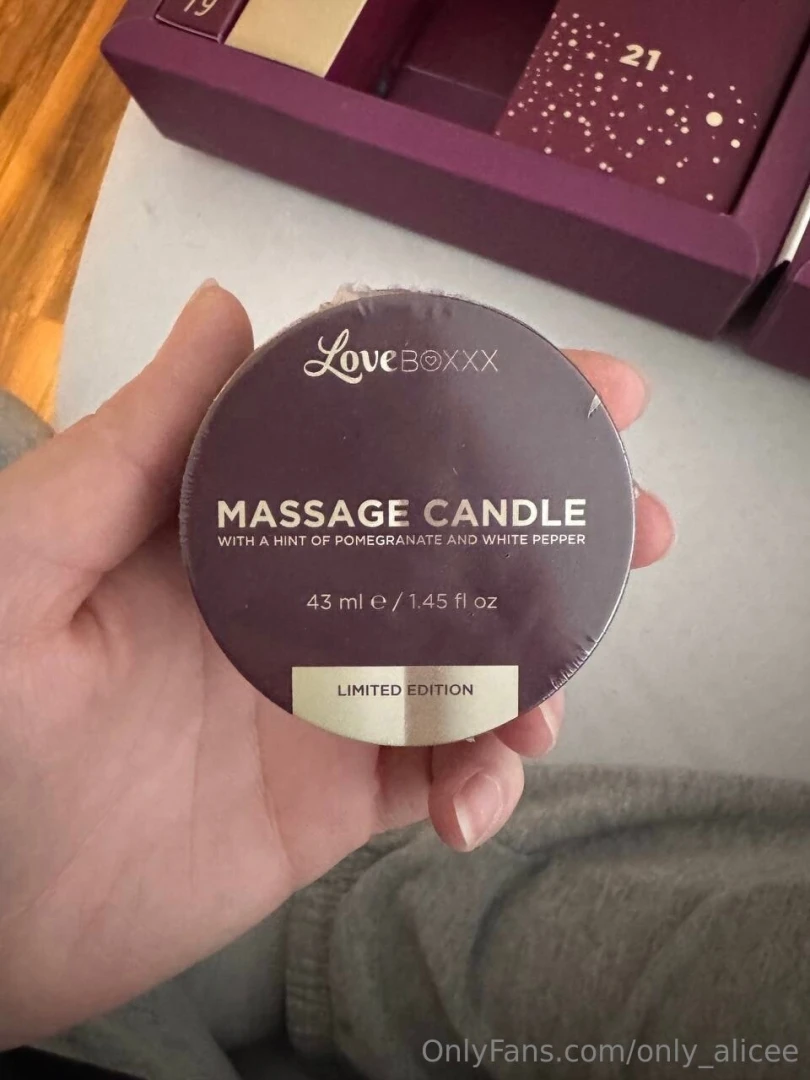 19
21
LoveBOXXX
MASSAGE CANDLE
WITH A HINT OF POMEGRANATE AND WHITE PEPPER
43 ml ℮ / 1.45 fl oz
LIMITED EDITION
OnlyFans.com/only_alicee